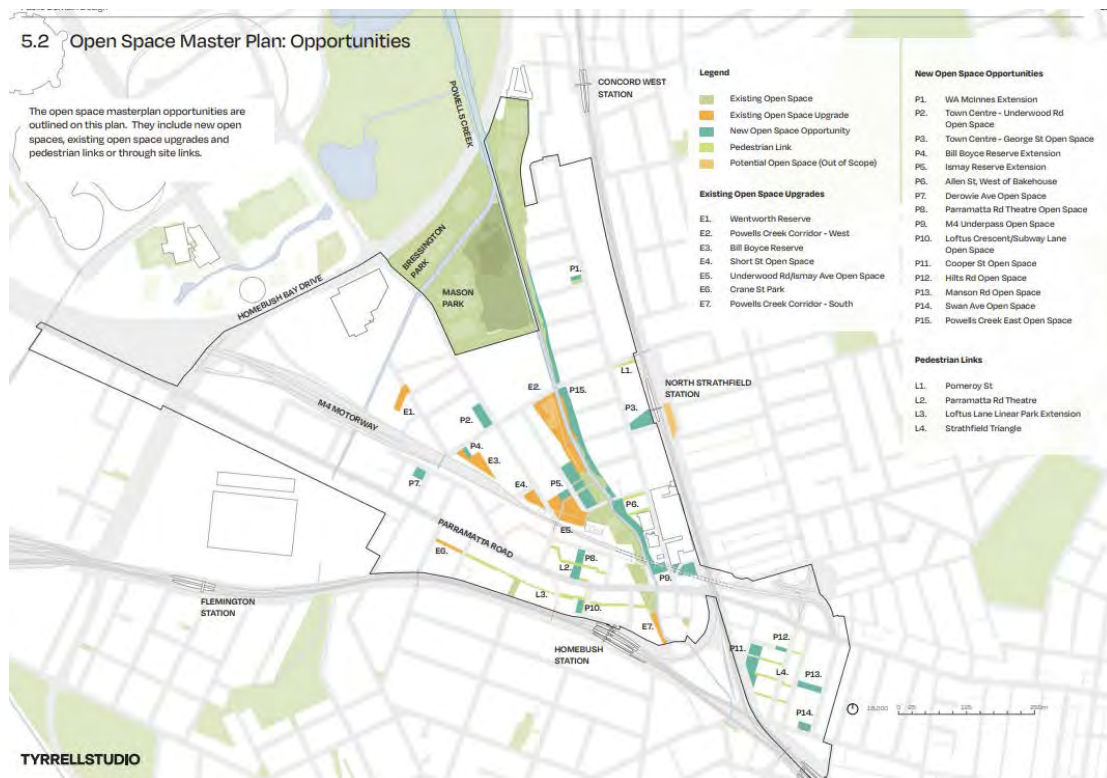 5.2 Open Space Master Plan: Opportunities
The open space masterplan opportunities are
outlined on this plan. They include new open
spaces, existing open space upgrades and
pedestrian links or through site links.
Legend
Existing Open Space
Existing Open Space Upgrade
New Open Space Opportunity
Pedestrian Link
Potential Open Space (Out of Scope)
Existing Open Space Upgrades
E1. Wentworth Reserve
E2. Powells Creek Corridor - West
E3. Bill Boyce Reserve
E4. Short St Open Space
E5. Underwood Rd/Ismay Ave Open Space
E6. Crane St Park
E7. Powells Creek Corridor - South
New Open Space Opportunities
P1. WA McInnes Extension
P2. Town Centre - Underwood Rd
Open Space
P3. Town Centre - George St Open Space
P4. Bill Boyce Reserve Extension
P5. Ismay Reserve Extension
P6. Allen St, West of Bakehouse
P7. Derowie Ave Open Space
P8. Parramatta Rd Theatre Open Space
P9. M4 Underpass Open Space
P10. Loftus Crescent/Subway Lane
Open Space
P11. Cooper St Open Space
P12. Hilts Rd Open Space
P13. Manson Rd Open Space
P14. Swan Ave Open Space
P15. Powells Creek East Open Space
Pedestrian Links
L1. Pomeroy St
L2. Parramatta Rd Theatre
L3. Loftus Lane Linear Park Extension
L4. Strathfield Triangle
POWELLS CREEK
CONCORD WEST
STATION
BRESSINGTON
PARK
MASON
PARK
HOMEBUSH BAY DRIVE
P1.
L1.
NORTH STRATHFIELD
STATION
M4 MOTORWAY
E1.
E2.
P15.
P3.
P2.
P4.
E3.
P7.
E4.
P5.
P6.
E5.
PARRAMATTA ROAD
E6.
P8.
L2.
P9.
L3.
P10.
E7.
FLEMINGTON
STATION
HOMEBUSH
STATION
P11.
P12.
L4.
P13.
P14.
TYRRELLSTUDIO